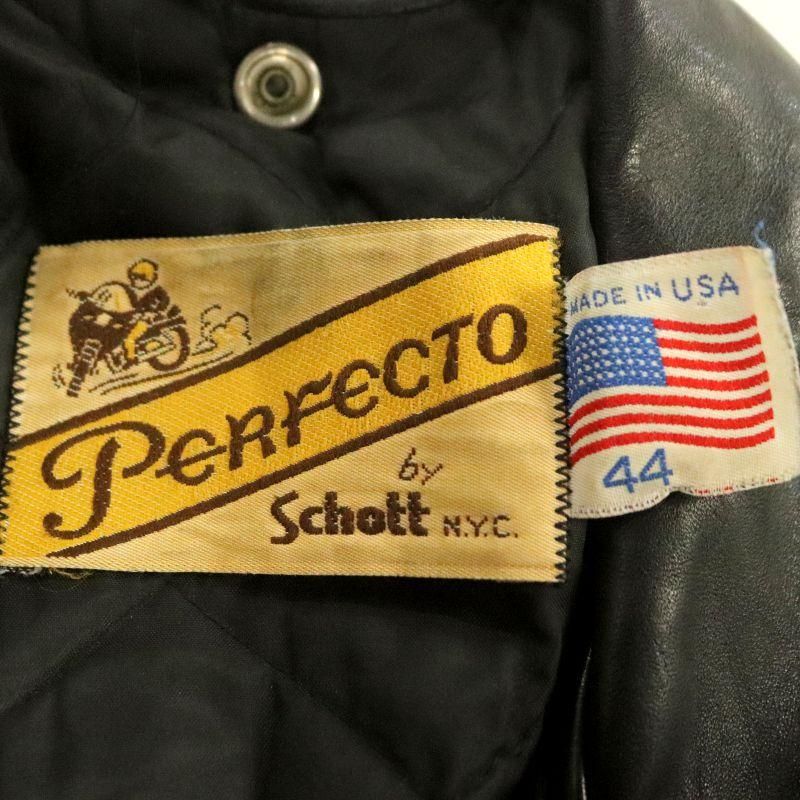 PERFECTO
by
Schott N.Y.C.
MADE IN USA
44